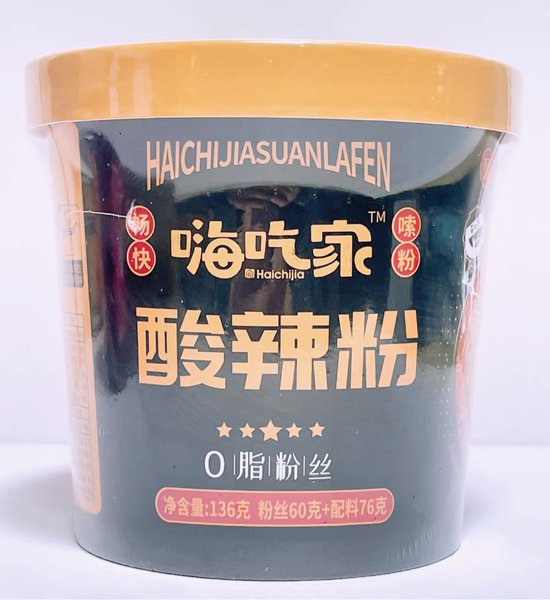 HAICHIJIASUANLAFEN
畅快
嗨吃家TM
Haichijia
嗦粉
酸辣粉
0|脂|粉|丝
净含量:136克 粉丝60克+配料76克